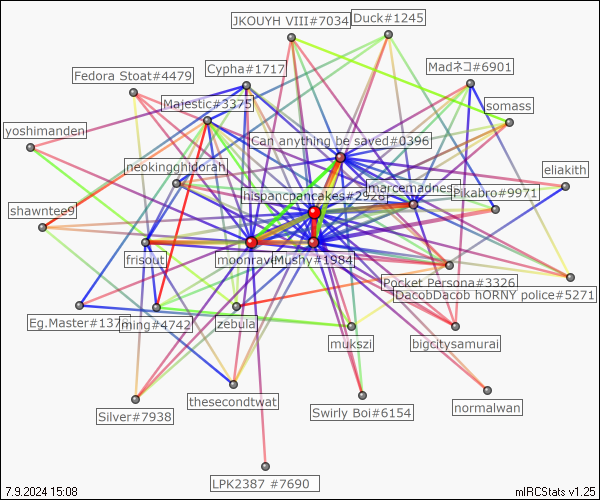 JKOUYH VIII#7034
Duck#1245
Cypha#1717
Madネコ#6901
Fedora Stoat#4479
Majestic#3375
somass
yoshimanden
Can anything be saved#0396
neokingghidorah
eliakith
marcemadness
Pikabro#9971
hispancpancakes#2928
shawntee9
frisout
moonrav
Mushy#1984
Pocket Persona#3326
DacobDacob hORNY police#5271
Eg.Master#137
ming#4742
zebula
mukszi
bigcitysamurai
Silver#7938
thesecondtwat
Swirly Boi#6154
normalwan
LPK2387 #7690
7.9.2024 15:08
mIRCStats v1.25